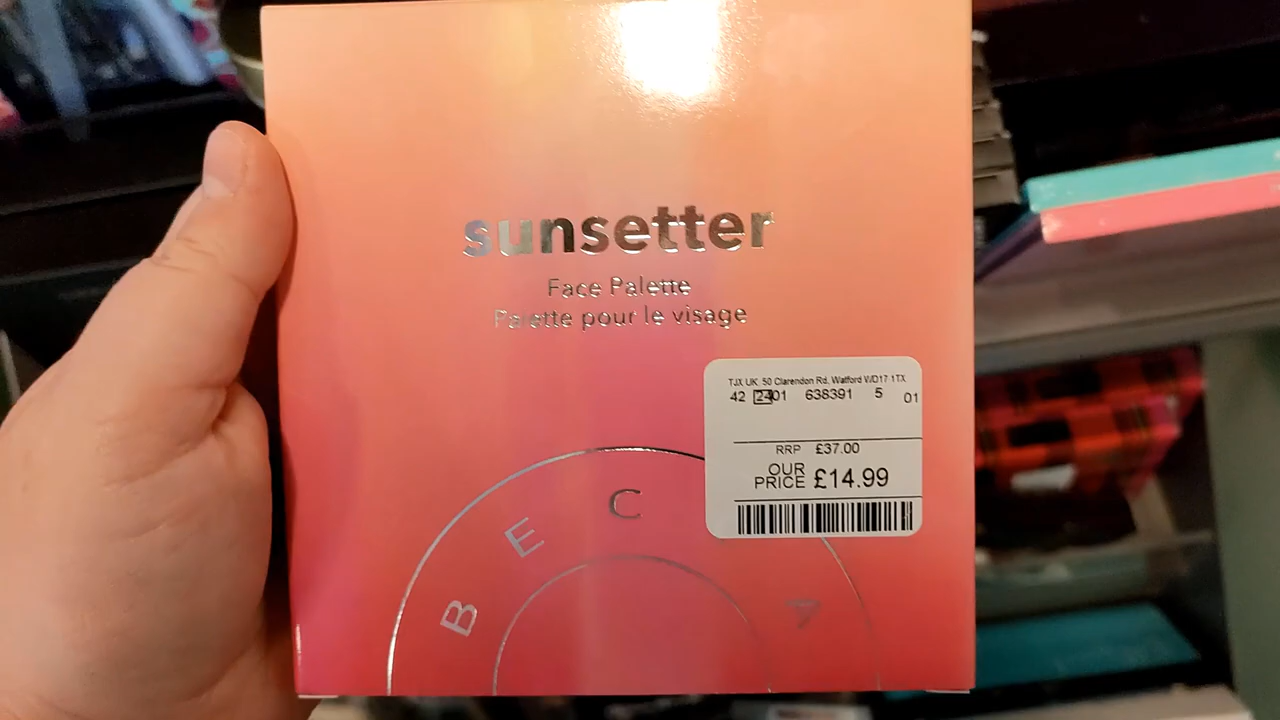 sunsetter
Face Palette
Palette pour le visage
TJX UK, 50 Clarendon Rd, Watford WD17 1TX
42 2401 638391 5 01
RRP £37.00
OUR PRICE £14.99
B E C